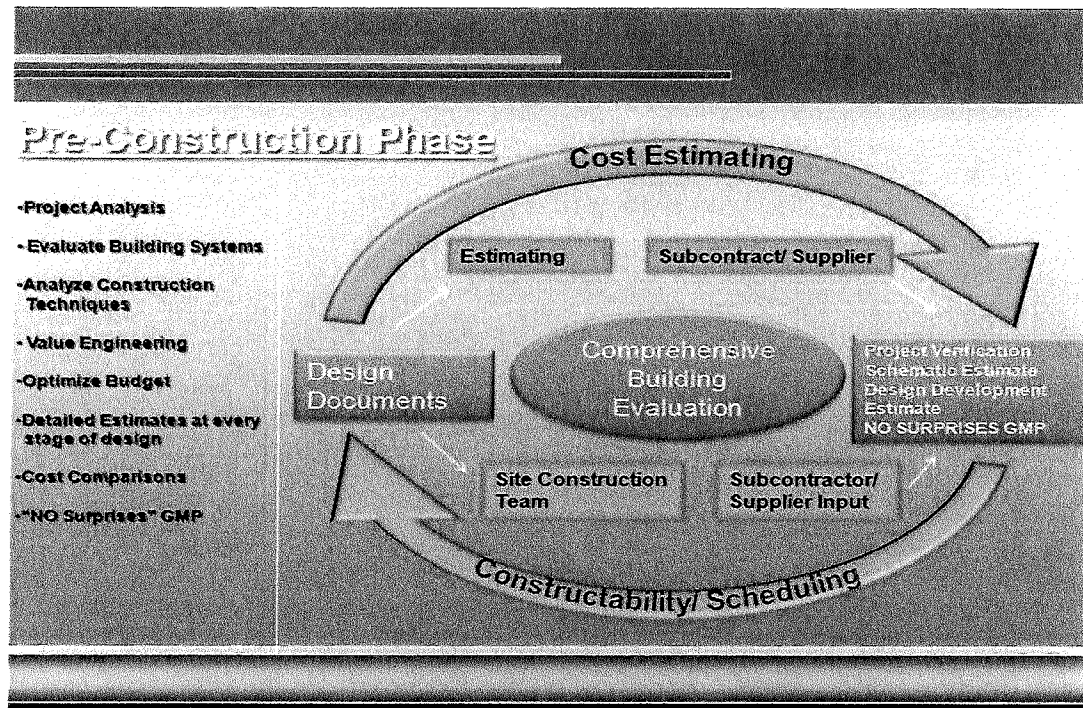 Pre-Construction Phase
-Project Analysis
- Evaluate Building Systems
-Analyze Construction
Techniques
- Value Engineering
-Optimize Budget
-Detailed Estimates at every
stage of design
-Cost Comparisons
-"NO Surprises" GMP
Cost Estimating
Estimating
Subcontract/ Supplier
Design
Documents
Comprehensive
Building
Evaluation
Project Verification
Schematic Estimate
Design Development
Estimate
NO SURPRISES GMP
Site Construction
Team
Subcontractor/
Supplier Input
Constructability/ Scheduling